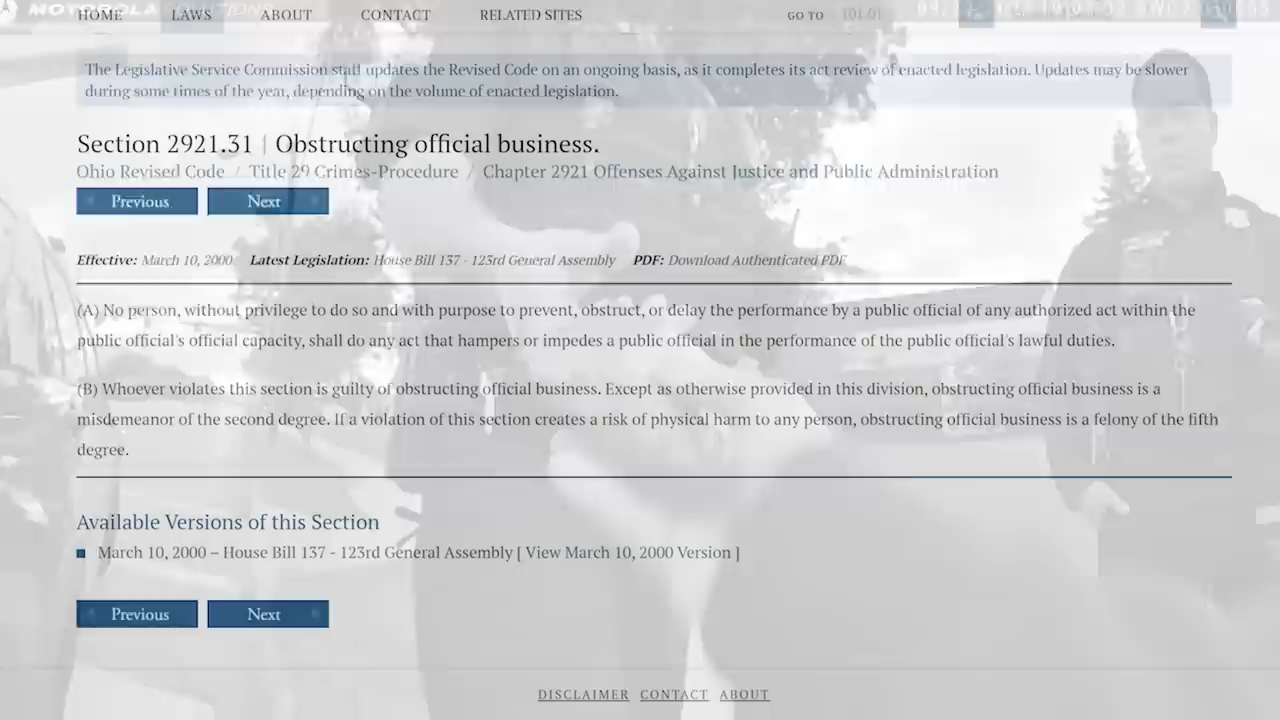 MOTOROLA SOLUTIONS
HOME LAWS ABOUT CONTACT RELATED SITES GO TO 101.01
The Legislative Service Commission staff updates the Revised Code on an ongoing basis, as it completes its act review of enacted legislation. Updates may be slower
during some times of the year, depending on the volume of enacted legislation.
Section 2921.31 | Obstructing official business.
Ohio Revised Code / Title 29 Crimes-Procedure / Chapter 2921 Offenses Against Justice and Public Administration
Previous Next
Effective: March 10, 2000 Latest Legislation: House Bill 137 - 123rd General Assembly PDF: Download Authenticated PDF
(A) No person, without privilege to do so and with purpose to prevent, obstruct, or delay the performance by a public official of any authorized act within the
public official's official capacity, shall do any act that hampers or impedes a public official in the performance of the public official's lawful duties.
(B) Whoever violates this section is guilty of obstructing official business. Except as otherwise provided in this division, obstructing official business is a
misdemeanor of the second degree. If a violation of this section creates a risk of physical harm to any person, obstructing official business is a felony of the fifth
degree.
Available Versions of this Section
March 10, 2000 – House Bill 137 - 123rd General Assembly [ View March 10, 2000 Version ]
Previous Next
DISCLAIMER CONTACT ABOUT